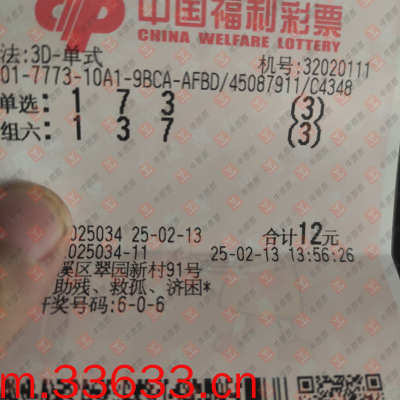 中国福利彩票
CHINA WELFARE LOTTERY
法:3D-单式
机号:32020111
01-7773-10A1-9BCA-AFBD/45087911/C4348
单选: 1 7 3 (3)
组六: 1 3 7 (3)
025034 25-02-13 合计12元
025034-11 25-02-13 13:56:26
溪区翠园新村91号
助残、救孤、济困*
奖号码:6-0-6
m.33633.cn